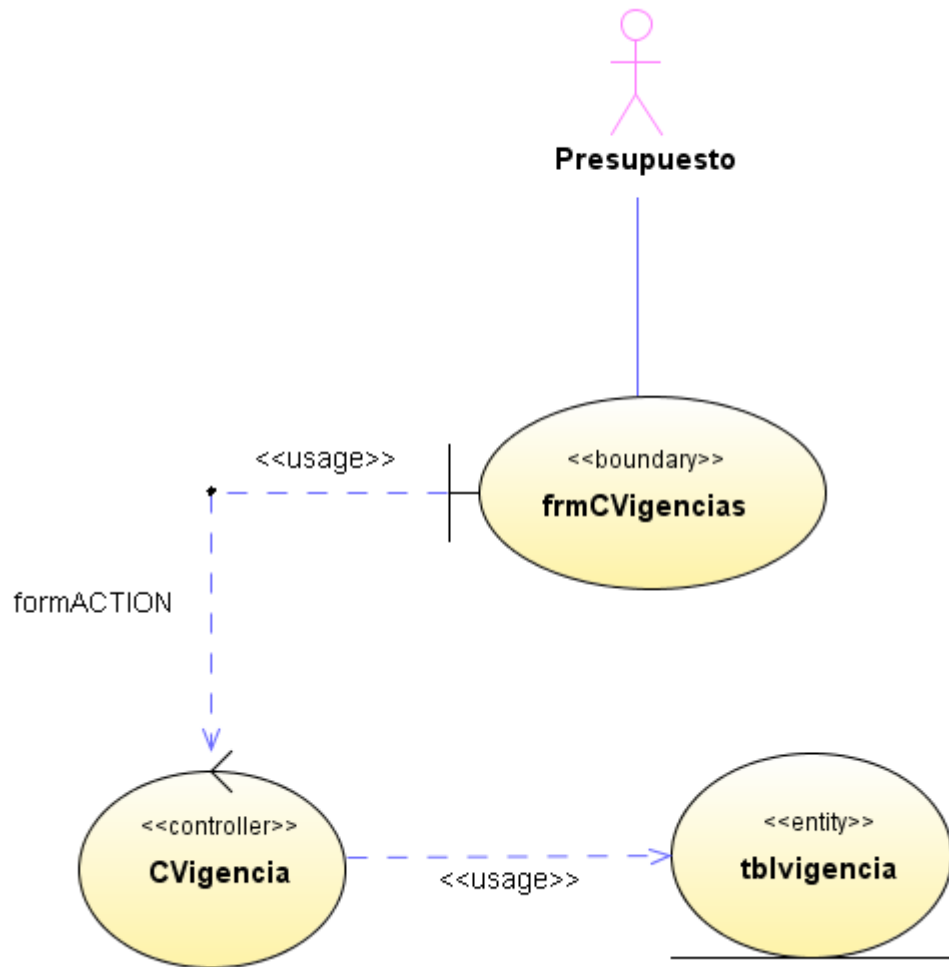 Presupuesto
<<usage>>
<<boundary>>
frmCVigencias
formACTION
<<controller>>
CVigencia
<<usage>>
<<entity>>
tblvigencia